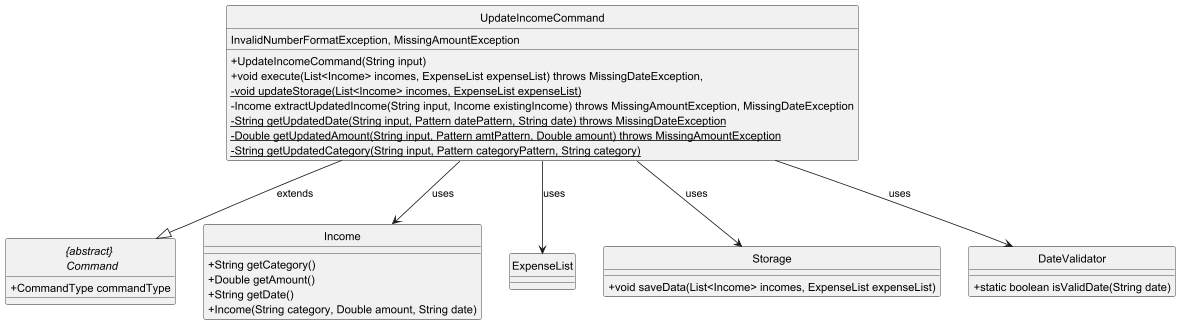 UpdateIncomeCommand
InvalidNumberFormatException, MissingAmountException
+UpdateIncomeCommand(String input)
+void execute(List<Income> incomes, ExpenseList expenseList) throws MissingDateException,
-void updateStorage(List<Income> incomes, ExpenseList expenseList)
-Income extractUpdatedIncome(String input, Income existingIncome) throws MissingAmountException, MissingDateException
-String getUpdatedDate(String input, Pattern datePattern, String date) throws MissingDateException
-Double getUpdatedAmount(String input, Pattern amtPattern, Double amount) throws MissingAmountException
-String getUpdatedCategory(String input, Pattern categoryPattern, String category)
extends
uses
uses
uses
uses
{abstract}
Command
+CommandType commandType
Income
+String getCategory()
+Double getAmount()
+String getDate()
+Income(String category, Double amount, String date)
ExpenseList
Storage
+void saveData(List<Income> incomes, ExpenseList expenseList)
DateValidator
+static boolean isValidDate(String date)